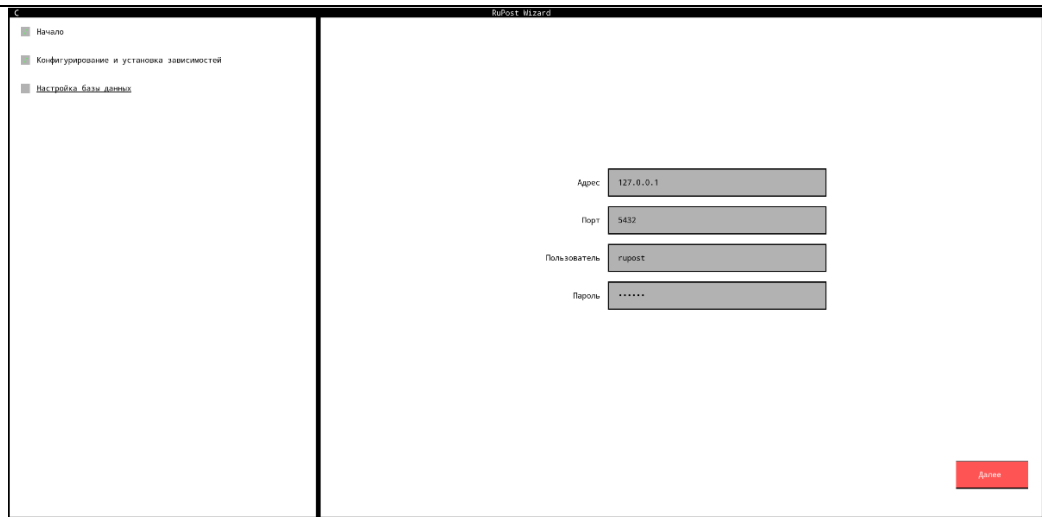 C RuPost Wizard
Начало
Конфигурирование и установка зависимостей
Настройка базы данных
Адрес 127.0.0.1
Порт 5432
Пользователь rupost
Пароль ••••••
Далее